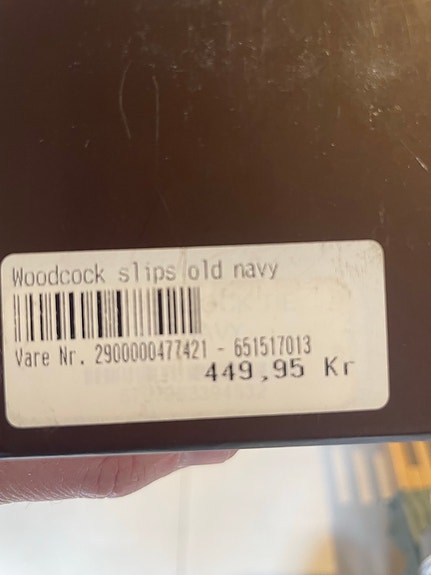 Woodcock slips old navy
Vare Nr. 2900000477421 - 651517013
449,95 Kr